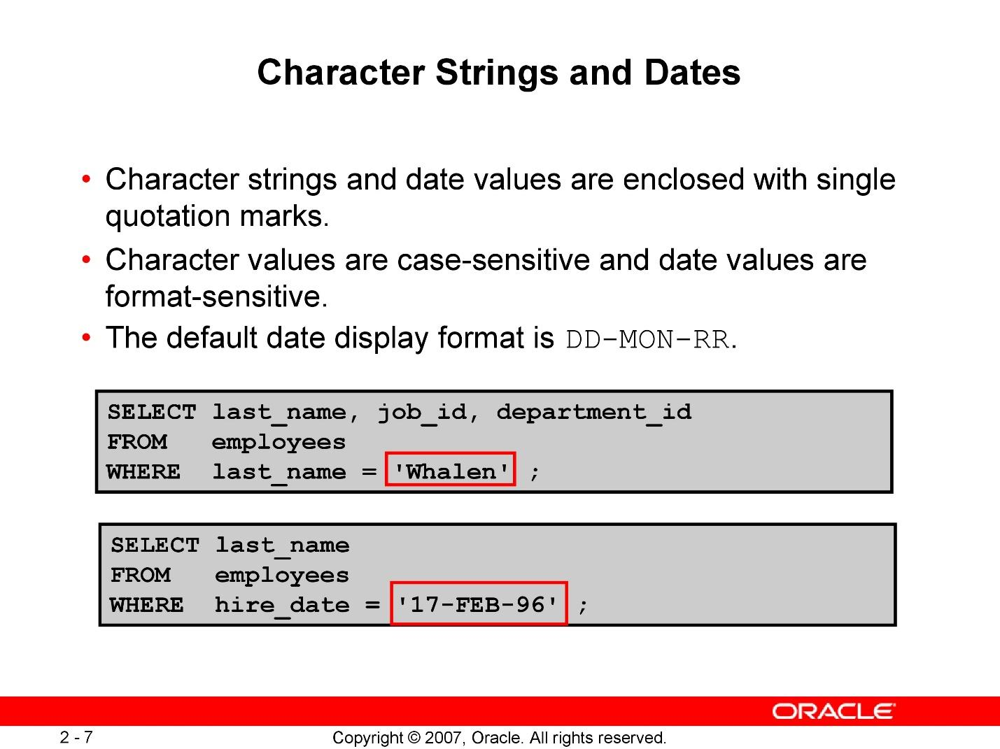 Character Strings and Dates
• Character strings and date values are enclosed with single
quotation marks.
• Character values are case-sensitive and date values are
format-sensitive.
• The default date display format is DD-MON-RR.
SELECT last_name, job_id, department_id
FROM   employees
WHERE  last_name = 'Whalen' ;
SELECT last_name
FROM   employees
WHERE  hire_date = '17-FEB-96' ;
ORACLE
2 - 7
Copyright © 2007, Oracle. All rights reserved.